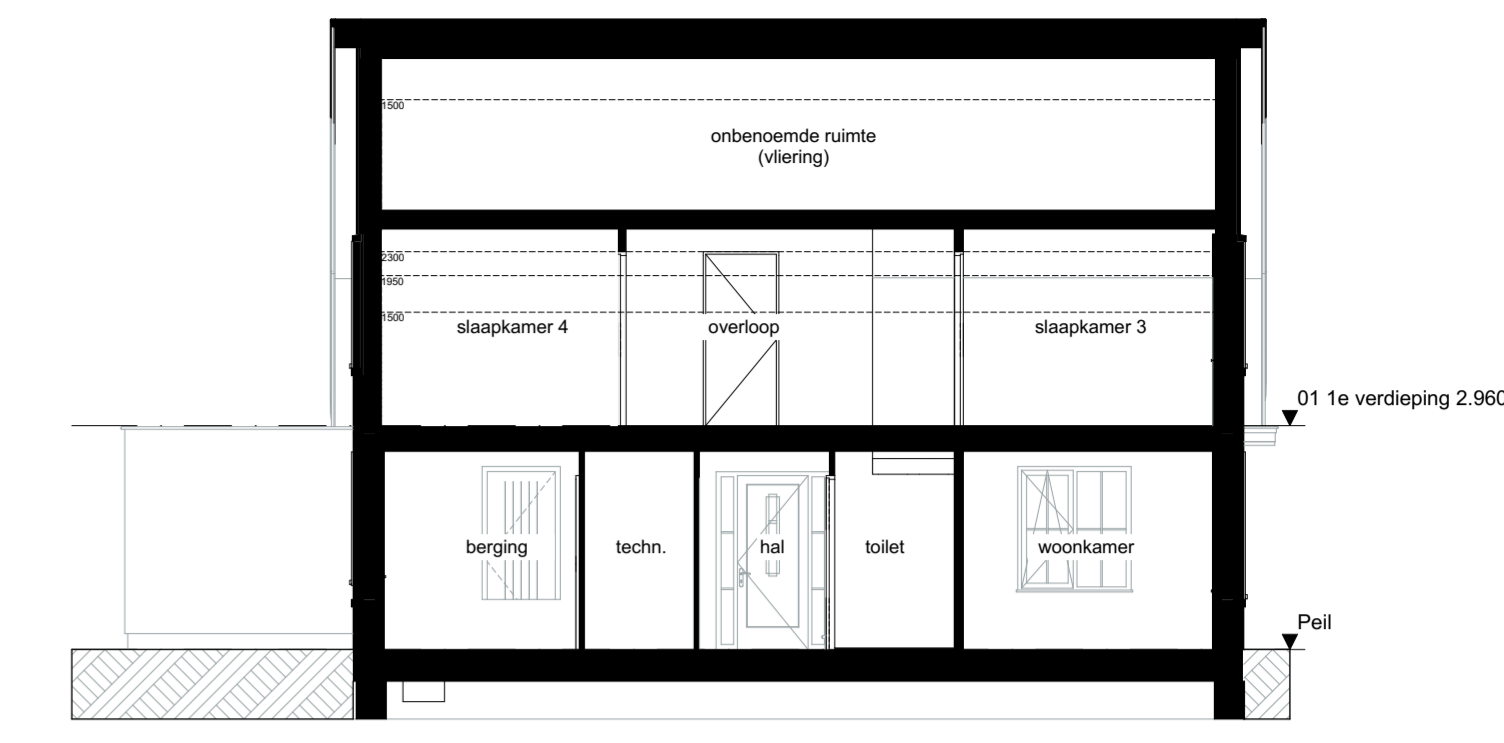 1500
onbenoemde ruimte
(vliering)
2300
1950
1500
slaapkamer 4
overloop
slaapkamer 3
01 1e verdieping 2.960
berging
techn.
hal
toilet
woonkamer
Peil